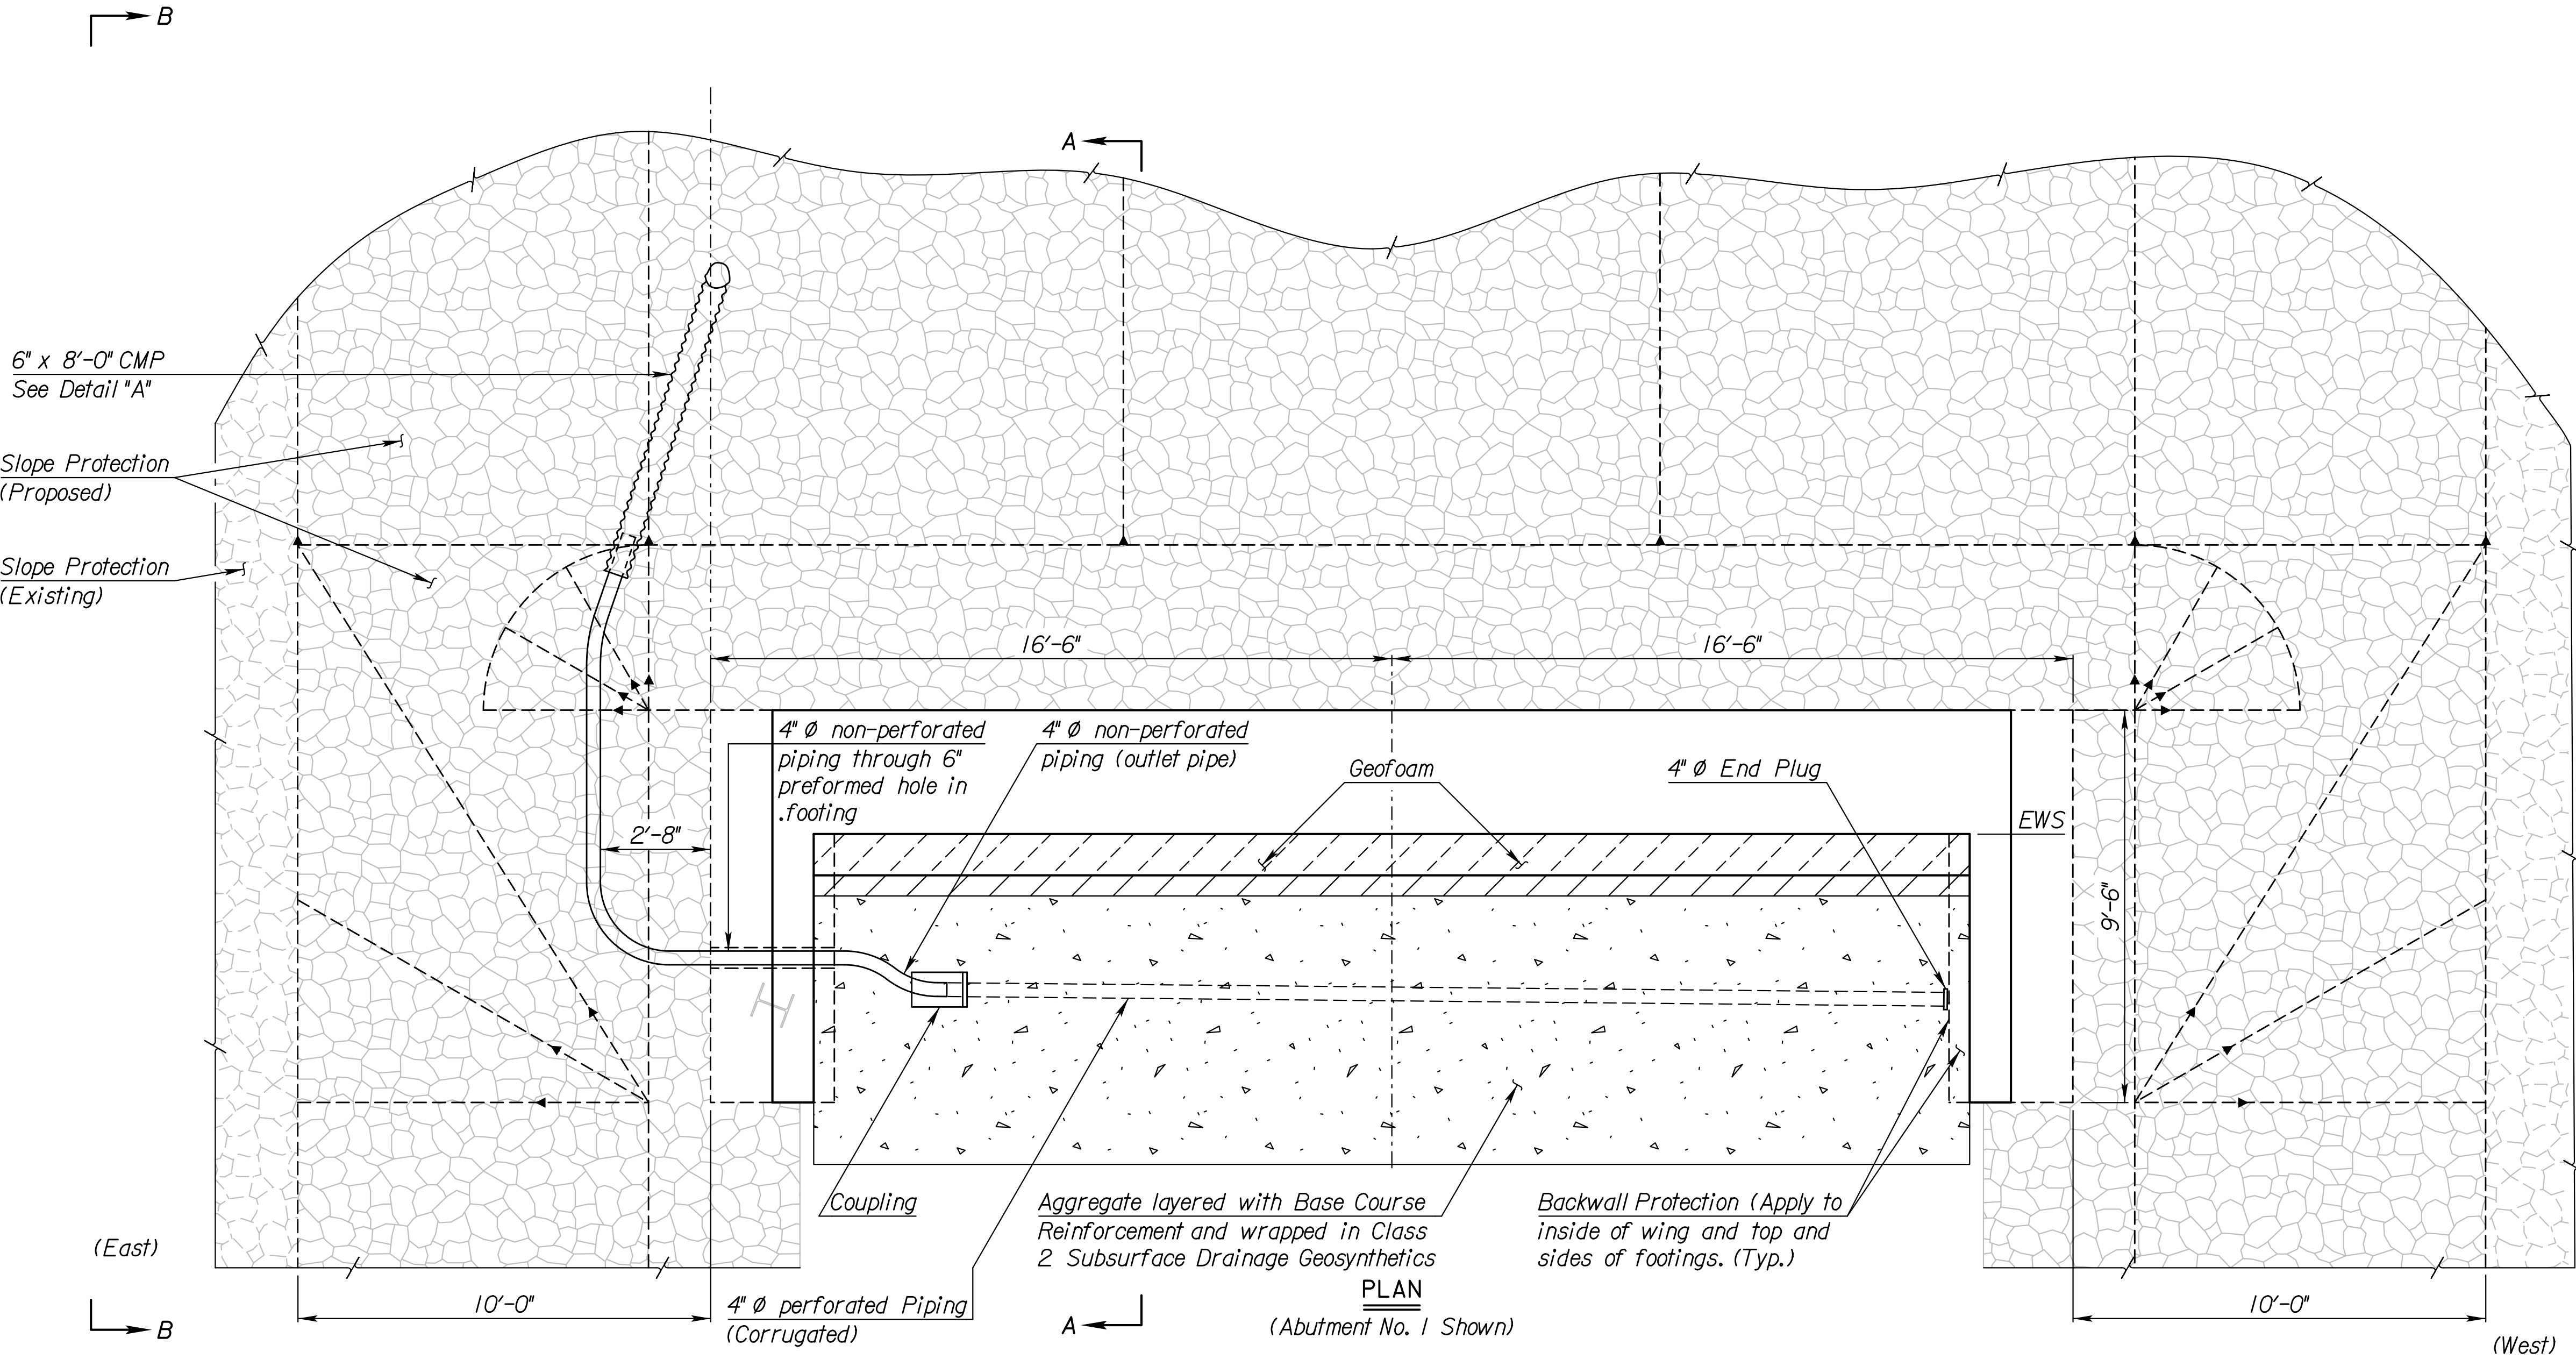 B
A
6" x 8'-0" CMP
See Detail "A"
Slope Protection
(Proposed)
Slope Protection
(Existing)
16'-6"
16'-6"
4" Ø non-perforated
piping through 6"
preformed hole in
.footing
4" Ø non-perforated
piping (outlet pipe)
Geofoam
4" Ø End Plug
EWS
2'-8"
9'-6"
Coupling
Aggregate layered with Base Course
Reinforcement and wrapped in Class
2 Subsurface Drainage Geosynthetics
Backwall Protection (Apply to
inside of wing and top and
sides of footings. (Typ.)
(East)
10'-0"
4" Ø perforated Piping
(Corrugated)
PLAN
(Abutment No. 1 Shown)
10'-0"
B
A
(West)